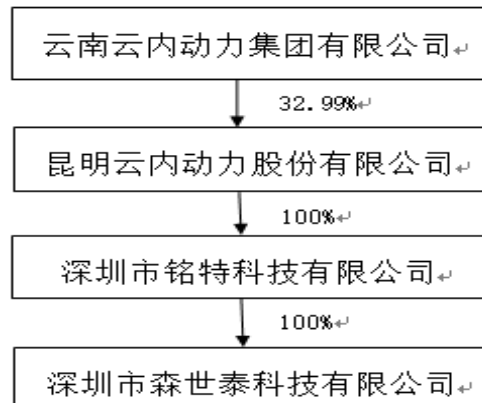 云南云内动力集团有限公司
32.99%
昆明云内动力股份有限公司
100%
深圳市铭特科技有限公司
100%
深圳市森世泰科技有限公司